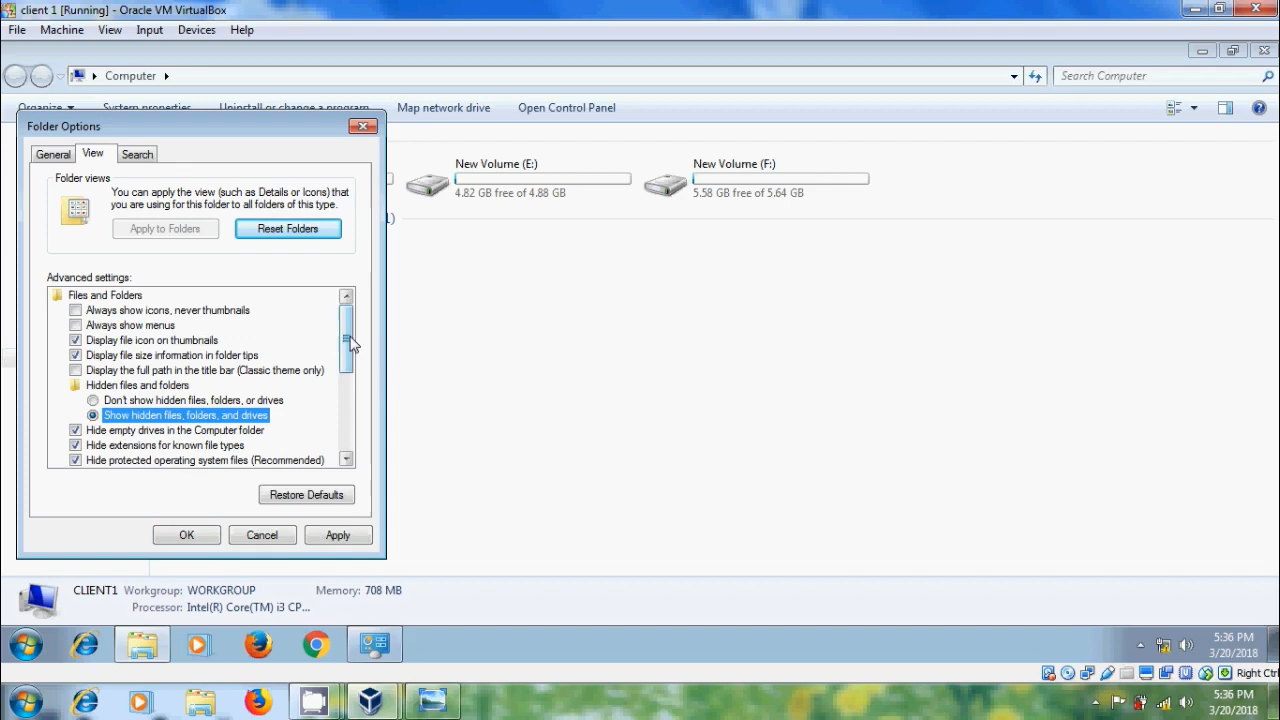 client 1 [Running] - Oracle VM VirtualBox
File Machine View Input Devices Help
Computer
Search Computer
Organize System properties Uninstall or change a program Map network drive Open Control Panel
Folder Options
General View Search
Folder views
You can apply the view (such as Details or Icons) that
you are using for this folder to all folders of this type.
Apply to Folders Reset Folders
Advanced settings:
Files and Folders
Always show icons, never thumbnails
Always show menus
Display file icon on thumbnails
Display file size information in folder tips
Display the full path in the title bar (Classic theme only)
Hidden files and folders
Don't show hidden files, folders, or drives
Show hidden files, folders, and drives
Hide empty drives in the Computer folder
Hide extensions for known file types
Hide protected operating system files (Recommended)
Restore Defaults
OK Cancel Apply
New Volume (E:)
4.82 GB free of 4.88 GB
New Volume (F:)
5.58 GB free of 5.64 GB
1)
CLIENT1 Workgroup: WORKGROUP Memory: 708 MB
Processor: Intel(R) Core(TM) i3 CP...
5:36 PM
3/20/2018
Right Ctrl
5:36 PM
3/20/2018